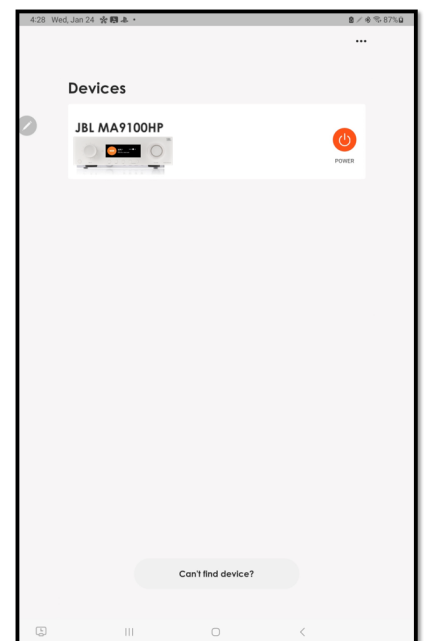 4:28 Wed, Jan 24
87%
Devices
JBL MA9100HP
POWER
Can't find device?